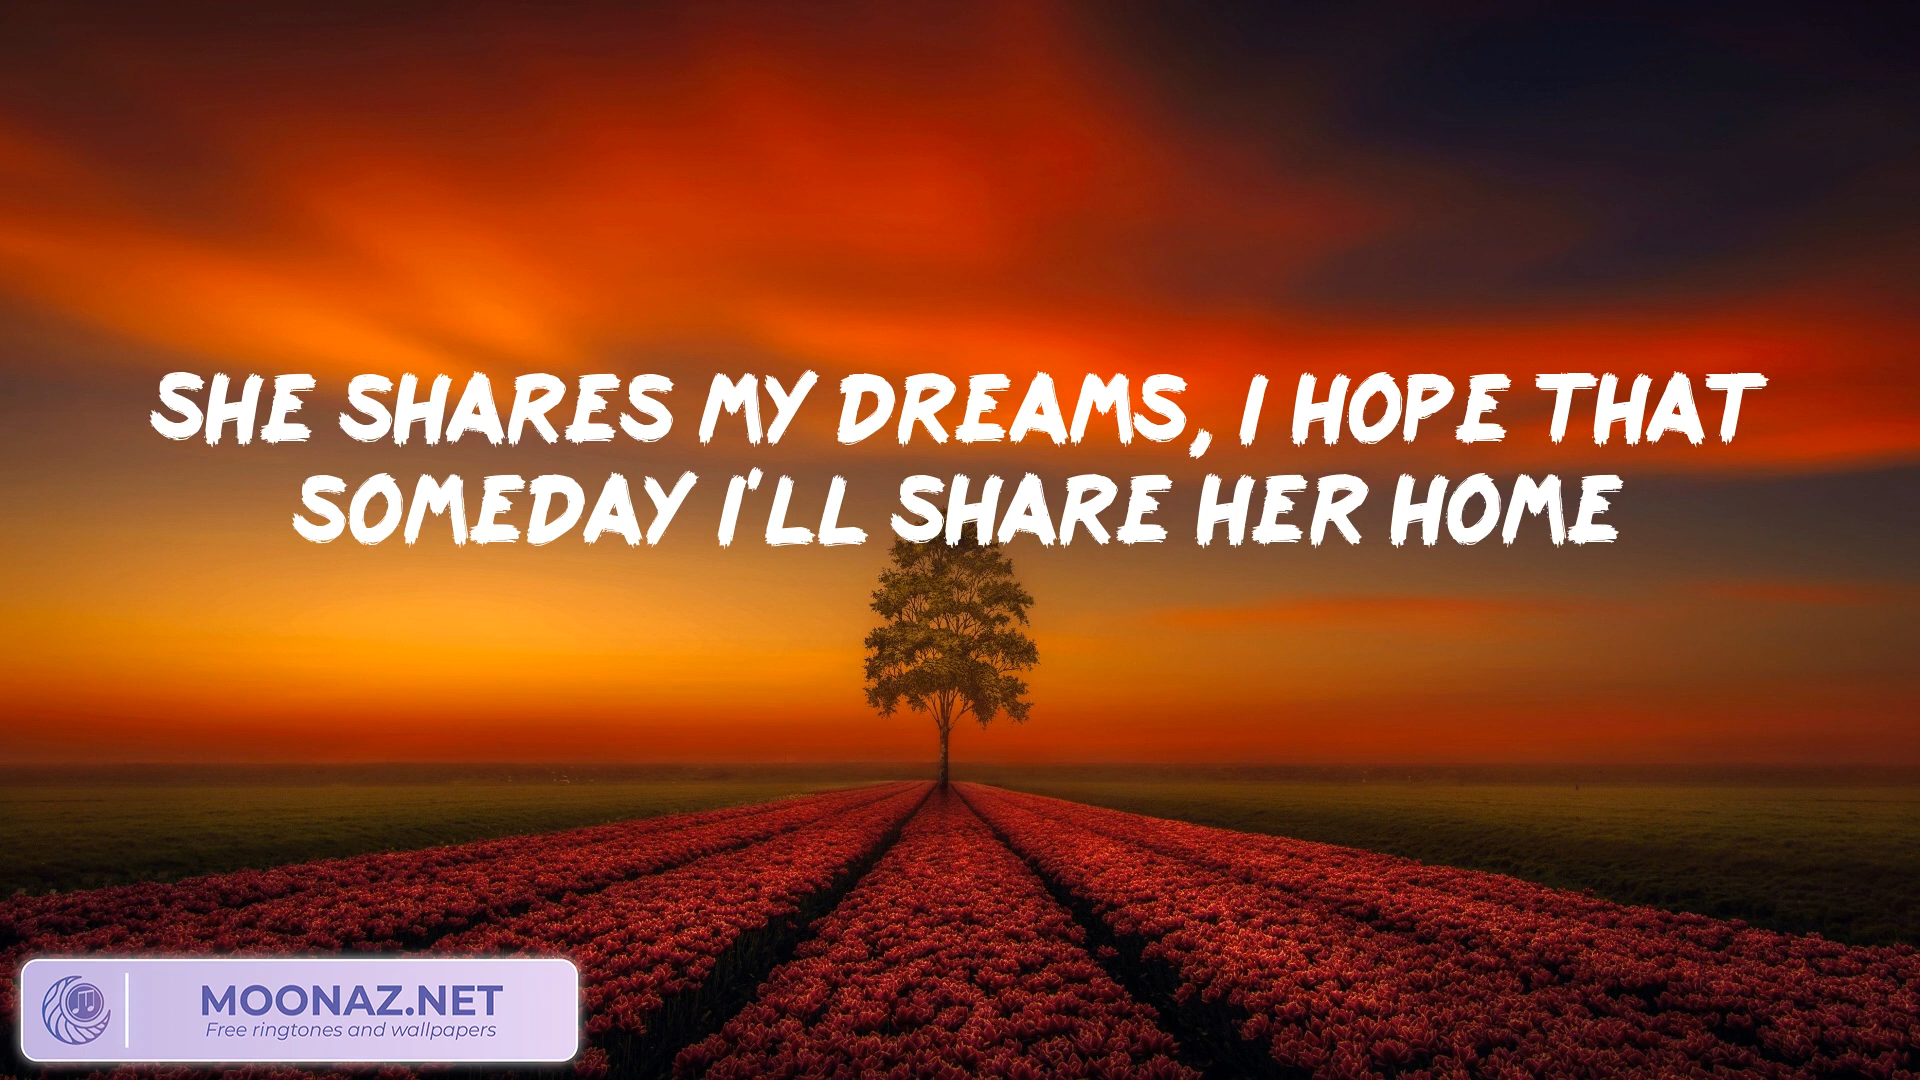 SHE SHARES MY DREAMS, I HOPE THAT
SOMEDAY I'LL SHARE HER HOME
MOONAZ.NET
Free ringtones and wallpapers